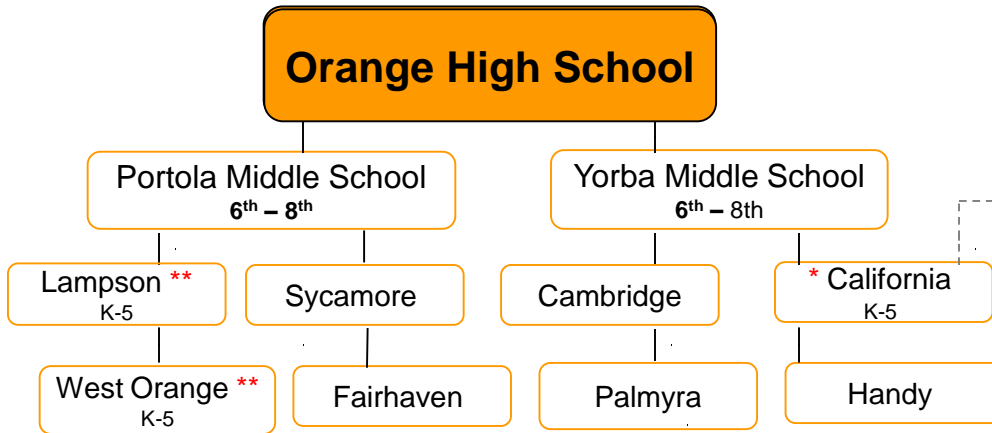 Orange High School
Portola Middle School
6th – 8th
Yorba Middle School
6th – 8th
Lampson **
K-5
Sycamore
Cambridge
* California
K-5
West Orange **
K-5
Fairhaven
Palmyra
Handy